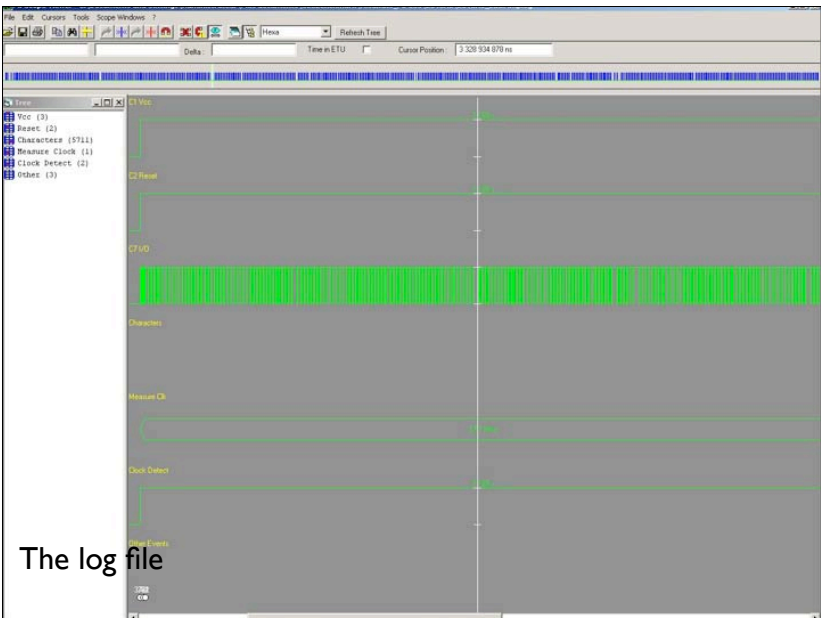 File Edit Cursors Tools Scope Windows ?
Hexa Refresh Tree
Delta : Time in ETU Cursor Position : 3 328 934 878 ns
Tree
Vcc (3)
Reset (2)
Characters (5711)
Measure Clock (1)
Clock Detect (2)
Other (3)
C1 Vcc
C2 Reset
C7 I/O
Characters
Measure Clk
Clock Detect
Other Events
The log file